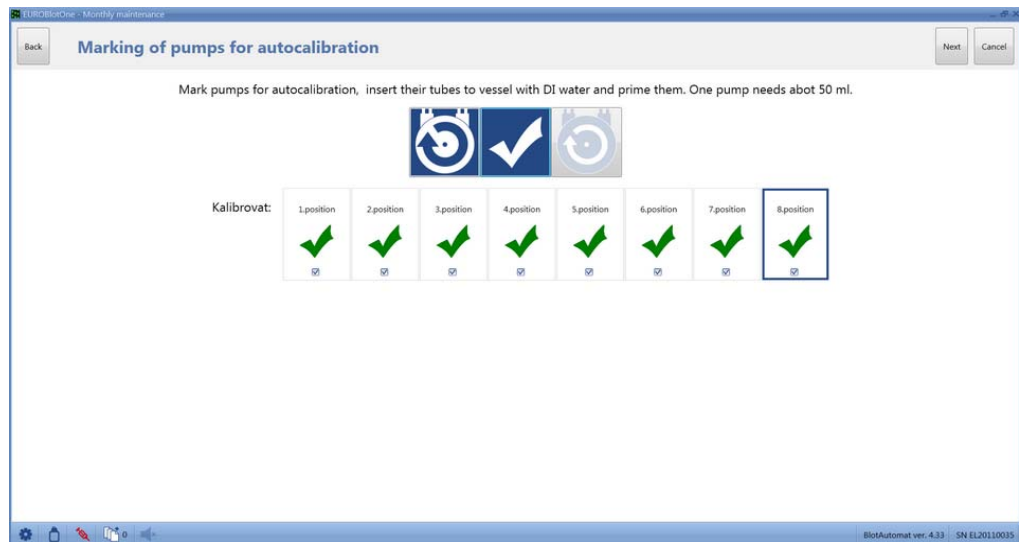 EUROBlotOne - Monthly maintenance
Back
Marking of pumps for autocalibration
Next
Cancel
Mark pumps for autocalibration, insert their tubes to vessel with DI water and prime them. One pump needs abot 50 ml.
Kalibrovat:
1.position
2.position
3.position
4.position
5.position
6.position
7.position
8.position
0
BlotAutomat ver. 4.33
SN EL20110035